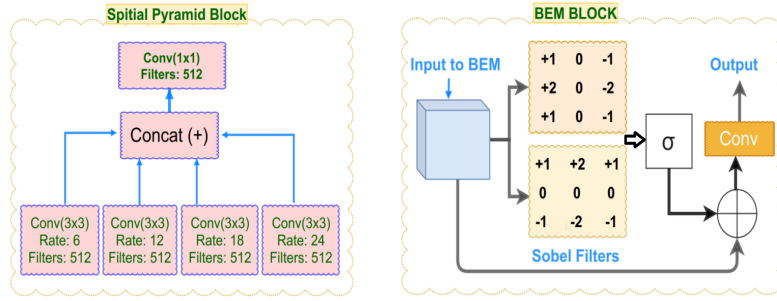 Spitial Pyramid Block
Conv(1x1)
Filters: 512
Concat (+)
Conv(3x3)
Rate: 6
Filters: 512
Conv(3x3)
Rate: 12
Filters: 512
Conv(3x3)
Rate: 18
Filters: 512
Conv(3x3)
Rate: 24
Filters: 512
BEM BLOCK
Input to BEM
+1 0 -1
+2 0 -2
+1 0 -1
+1 +2 +1
0 0 0
-1 -2 -1
Sobel Filters
σ
Output
Conv